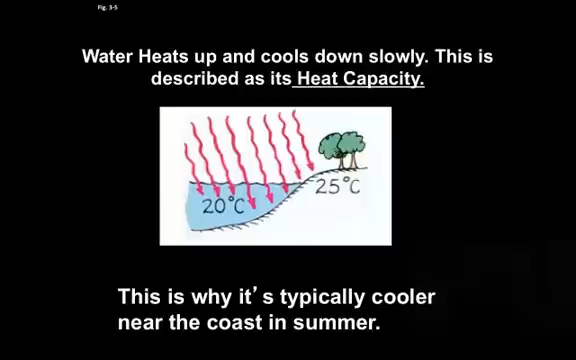 Fig. 3-5
Water Heats up and cools down slowly. This is
described as its Heat Capacity.
20°C
25°C
This is why it's typically cooler
near the coast in summer.